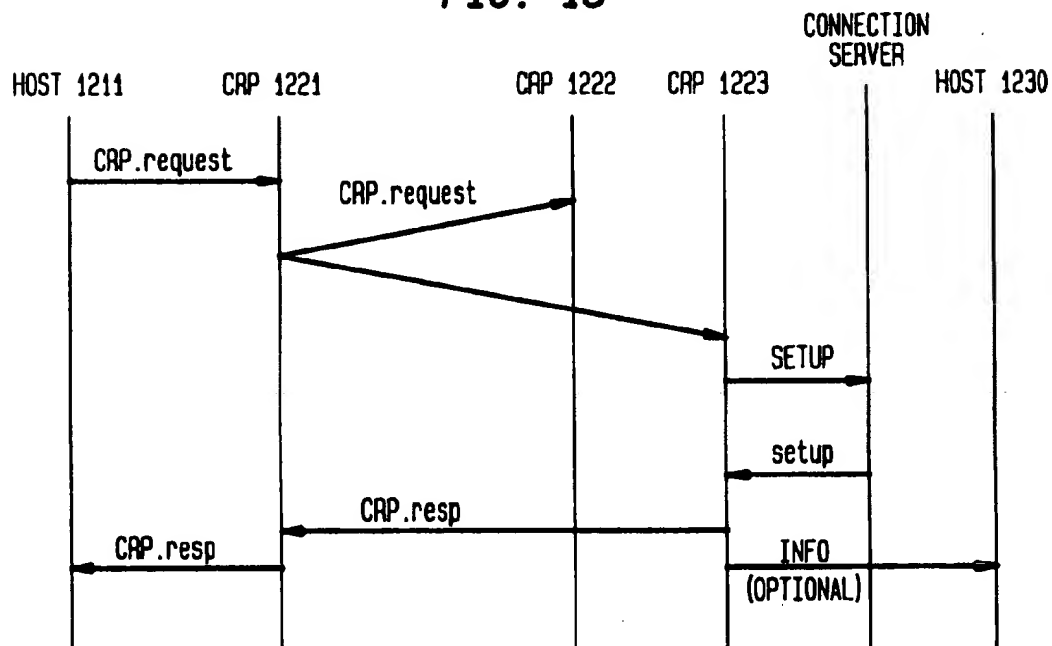 CONNECTION
SERVER
HOST 1211 CRP 1221 CRP 1222 CRP 1223 HOST 1230
CRP.request
CRP.request
SETUP
setup
CRP.resp
CRP.resp
INFO
(OPTIONAL)